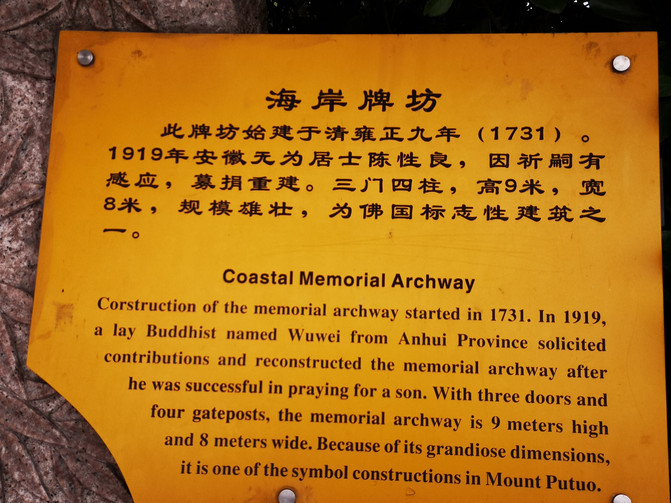 海岸牌坊
此牌坊始建于清雍正九年（1731）。
1919年安徽无为居士陈性良，因祈嗣有
感应，募捐重建。三门四柱，高9米，宽
8米，规模雄壮，为佛国标志性建筑之
一。
Coastal Memorial Archway
Corstruction of the memorial archway started in 1731. In 1919,
a lay Buddhist named Wuwei from Anhui Province solicited
contributions and reconstructed the memorial archway after
he was successful in praying for a son. With three doors and
four gateposts, the memorial archway is 9 meters high
and 8 meters wide. Because of its grandiose dimensions,
it is one of the symbol constructions in Mount Putuo.